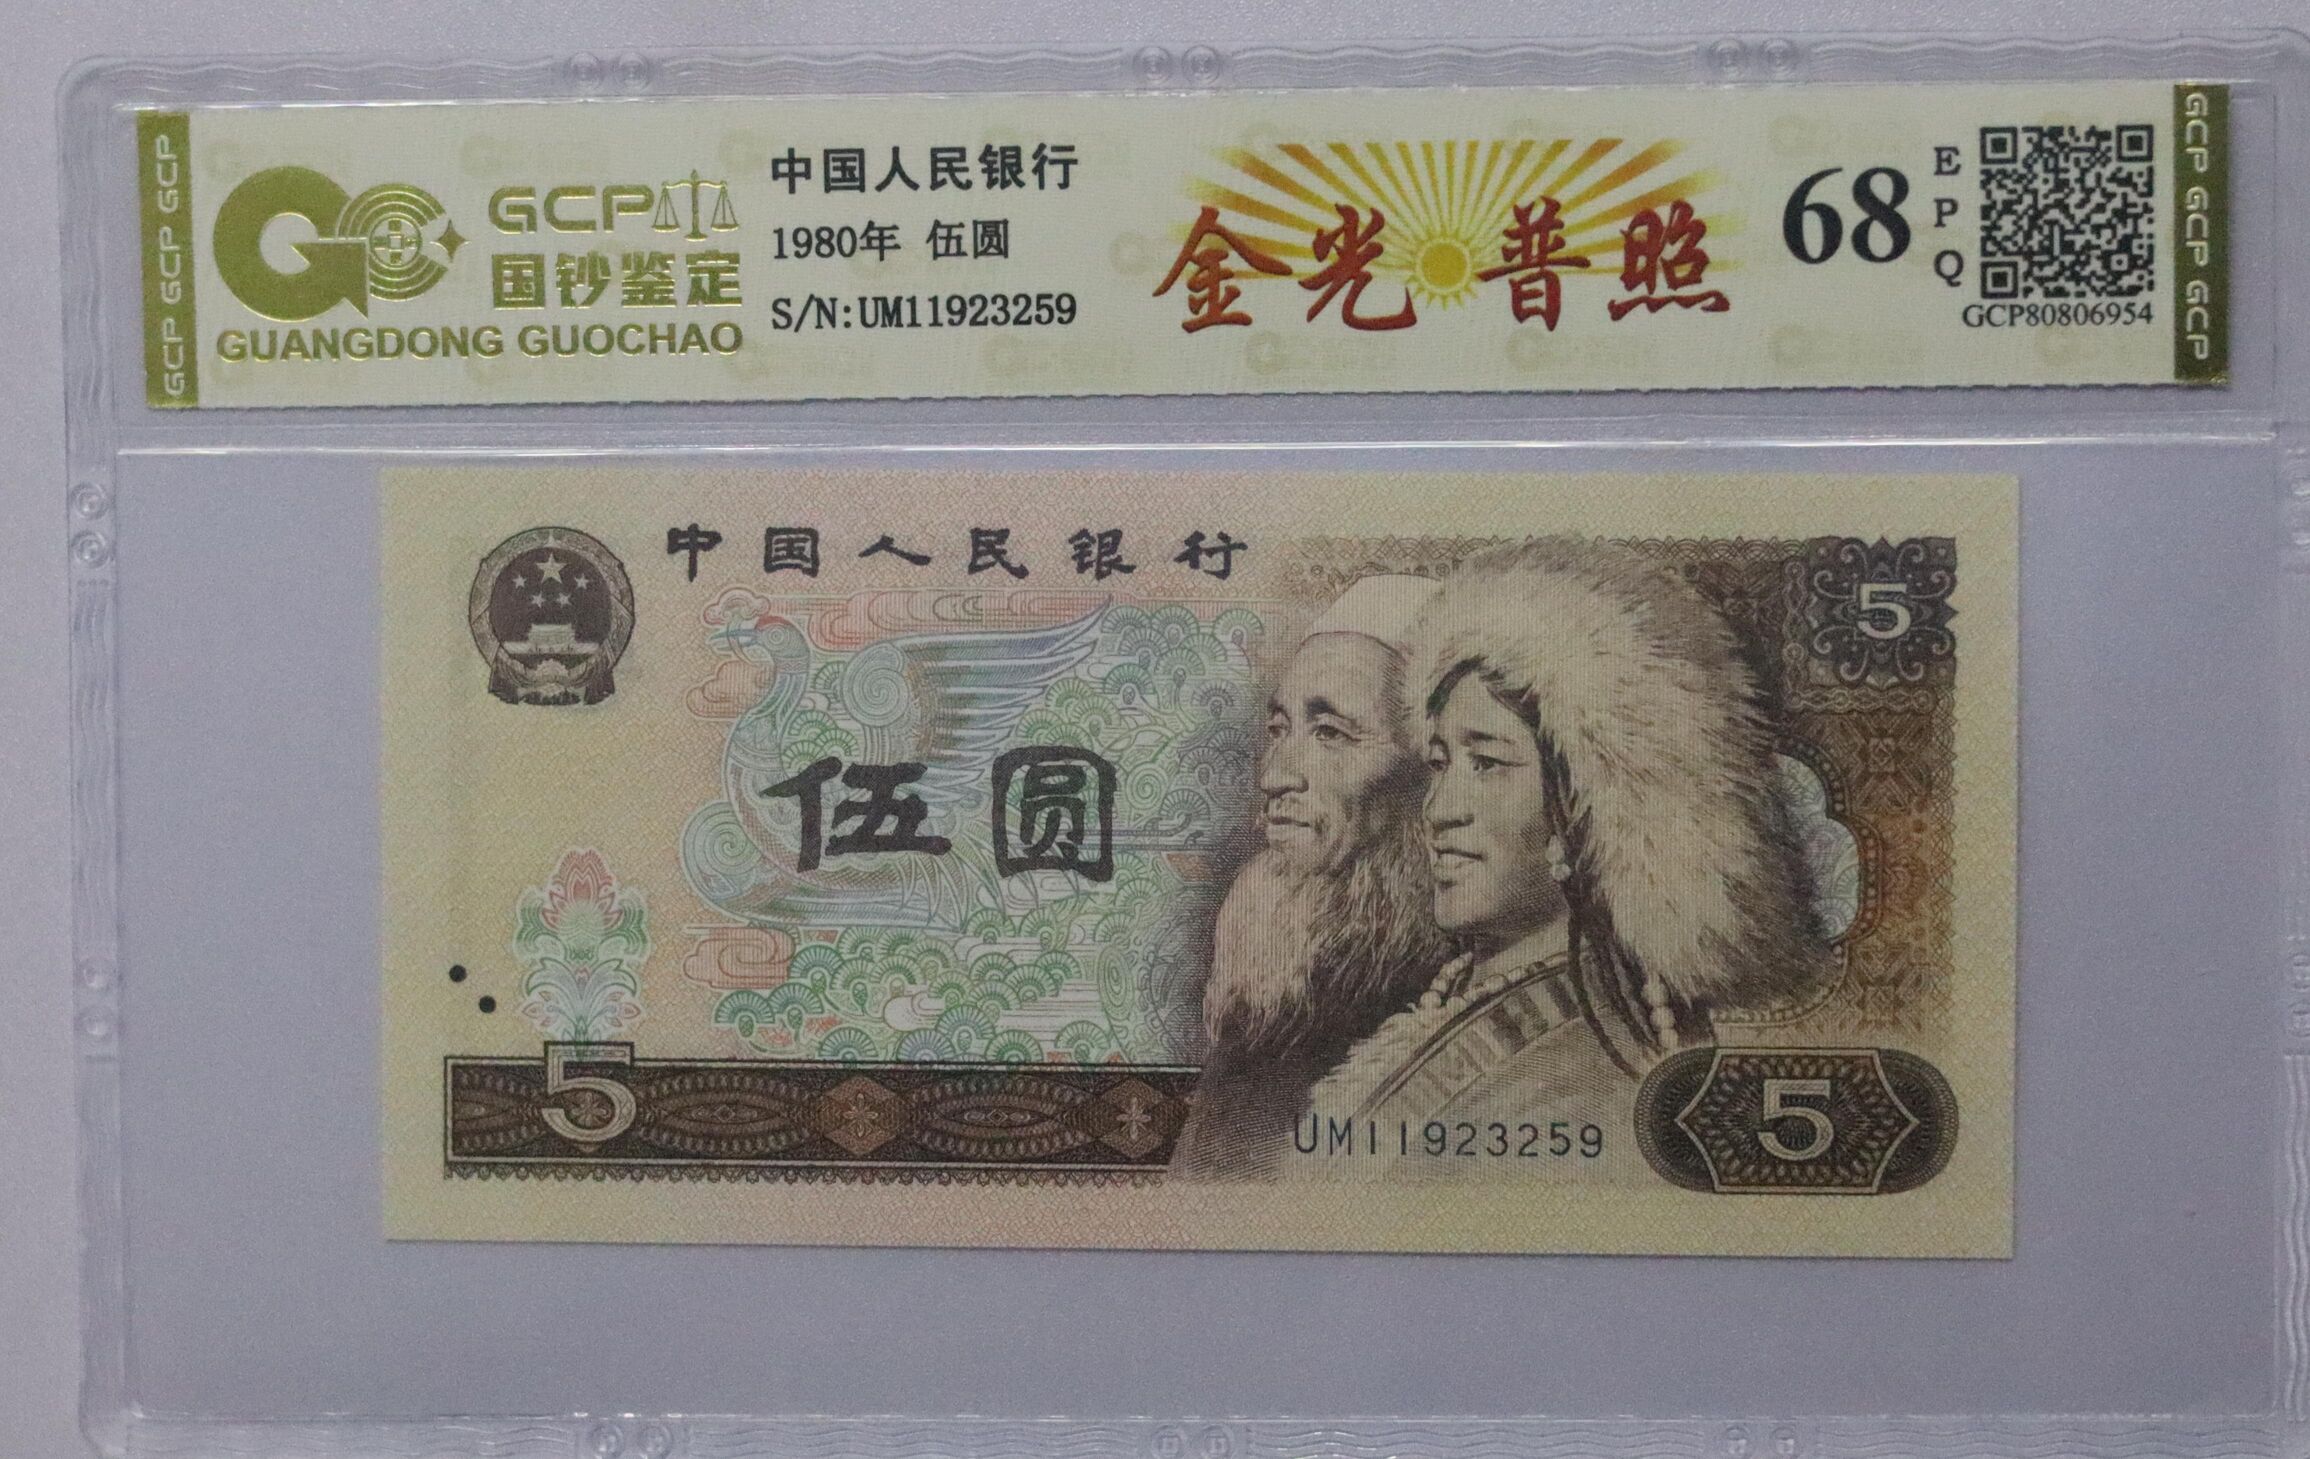 GCP GCP GCP
GCP
国钞鉴定
GUANGDONG GUOCHAO
中国人民银行
1980年 伍圆
S/N:UM11923259
金光普照
68
EPQ
GCP80806954
GCP GCP GCP
中国人民银行
5
伍圆
5
UM11923259
5